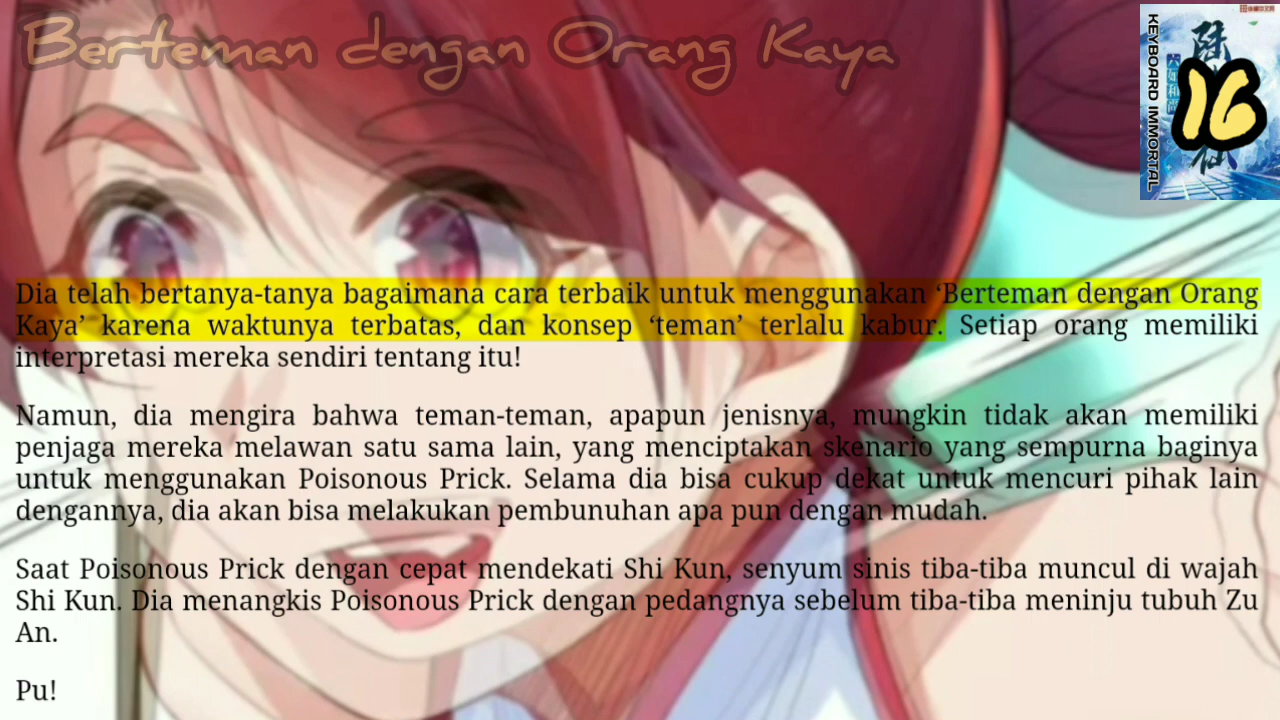 Berteman dengan Orang Kaya
KEYBOARD IMMORTAL
16
Dia telah bertanya-tanya bagaimana cara terbaik untuk menggunakan ‘Berteman dengan Orang
Kaya’ karena waktunya terbatas, dan konsep ‘teman’ terlalu kabur. Setiap orang memiliki
interpretasi mereka sendiri tentang itu!
Namun, dia mengira bahwa teman-teman, apapun jenisnya, mungkin tidak akan memiliki
penjaga mereka melawan satu sama lain, yang menciptakan skenario yang sempurna baginya
untuk menggunakan Poisonous Prick. Selama dia bisa cukup dekat untuk mencuri pihak lain
dengannya, dia akan bisa melakukan pembunuhan apa pun dengan mudah.
Saat Poisonous Prick dengan cepat mendekati Shi Kun, senyum sinis tiba-tiba muncul di wajah
Shi Kun. Dia menangkis Poisonous Prick dengan pedangnya sebelum tiba-tiba meninju tubuh Zu
An.
Pu!